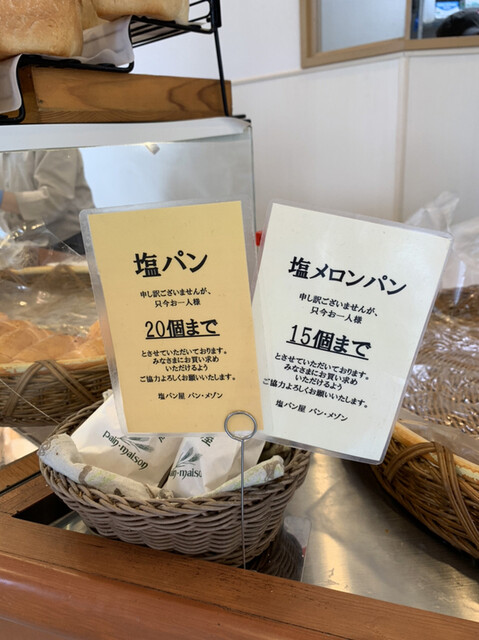 塩パン
申し訳ございませんが、
只今お一人様
20個まで
とさせていただいております。
みなさまにお買い求め
いただけるよう
ご協力よろしくお願いいたします。
塩パン屋 パン・メゾン
塩メロンパン
申し訳ございませんが、
只今お一人様
15個まで
とさせていただいております。
みなさまにお買い求め
いただけるよう
ご協力よろしくお願いいたします。
塩パン屋 パン・メゾン
pain·maison
pain·maison